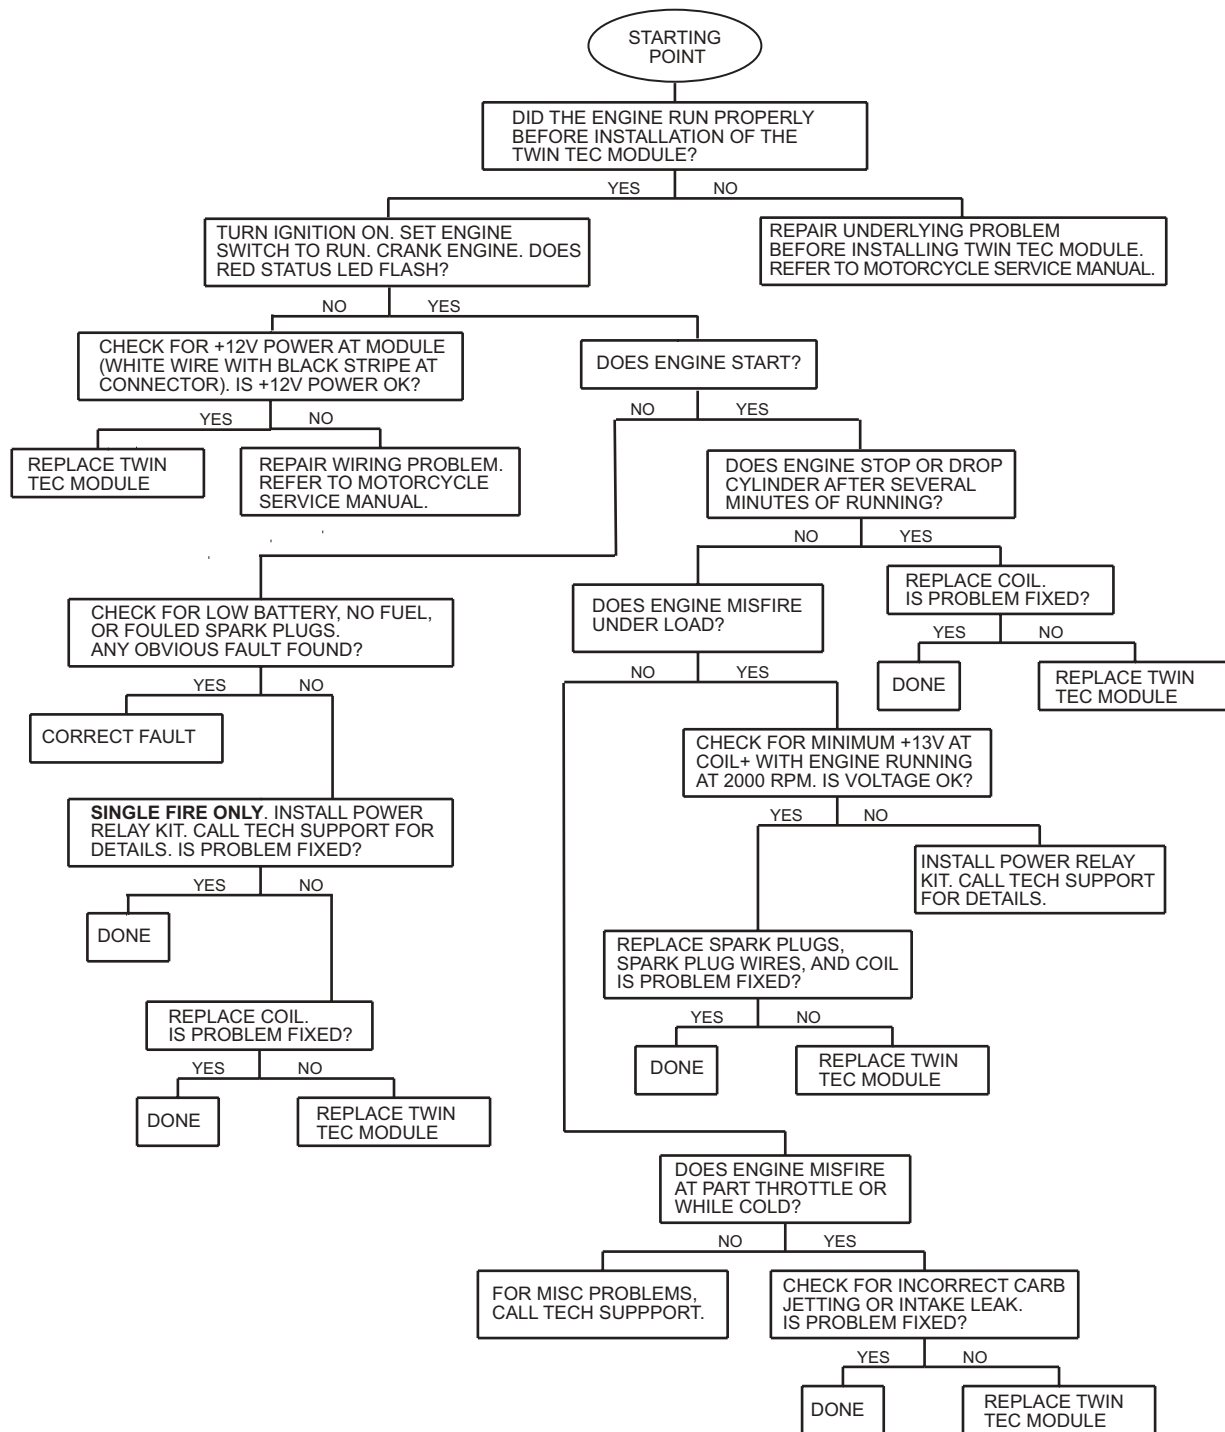 STARTING
POINT
DID THE ENGINE RUN PROPERLY
BEFORE INSTALLATION OF THE
TWIN TEC MODULE?
YES
NO
TURN IGNITION ON. SET ENGINE
SWITCH TO RUN. CRANK ENGINE. DOES
RED STATUS LED FLASH?
REPAIR UNDERLYING PROBLEM
BEFORE INSTALLING TWIN TEC MODULE.
REFER TO MOTORCYCLE SERVICE MANUAL.
NO
YES
CHECK FOR +12V POWER AT MODULE
(WHITE WIRE WITH BLACK STRIPE AT
CONNECTOR). IS +12V POWER OK?
DOES ENGINE START?
YES
NO
NO
YES
REPLACE TWIN
TEC MODULE
REPAIR WIRING PROBLEM.
REFER TO MOTORCYCLE
SERVICE MANUAL.
DOES ENGINE STOP OR DROP
CYLINDER AFTER SEVERAL
MINUTES OF RUNNING?
NO
YES
CHECK FOR LOW BATTERY, NO FUEL,
OR FOULED SPARK PLUGS.
ANY OBVIOUS FAULT FOUND?
DOES ENGINE MISFIRE
UNDER LOAD?
REPLACE COIL.
IS PROBLEM FIXED?
YES
NO
DONE
REPLACE TWIN
TEC MODULE
YES
NO
NO
YES
CORRECT FAULT
CHECK FOR MINIMUM +13V AT
COIL+ WITH ENGINE RUNNING
AT 2000 RPM. IS VOLTAGE OK?
SINGLE FIRE ONLY. INSTALL POWER
RELAY KIT. CALL TECH SUPPORT FOR
DETAILS. IS PROBLEM FIXED?
YES
NO
INSTALL POWER RELAY
KIT. CALL TECH SUPPORT
FOR DETAILS.
YES
NO
DONE
REPLACE SPARK PLUGS,
SPARK PLUG WIRES, AND COIL
IS PROBLEM FIXED?
REPLACE COIL.
IS PROBLEM FIXED?
YES
NO
DONE
REPLACE TWIN
TEC MODULE
YES
NO
DONE
REPLACE TWIN
TEC MODULE
DOES ENGINE MISFIRE
AT PART THROTTLE OR
WHILE COLD?
NO
YES
FOR MISC PROBLEMS,
CALL TECH SUPPPORT.
CHECK FOR INCORRECT CARB
JETTING OR INTAKE LEAK.
IS PROBLEM FIXED?
YES
NO
DONE
REPLACE TWIN
TEC MODULE